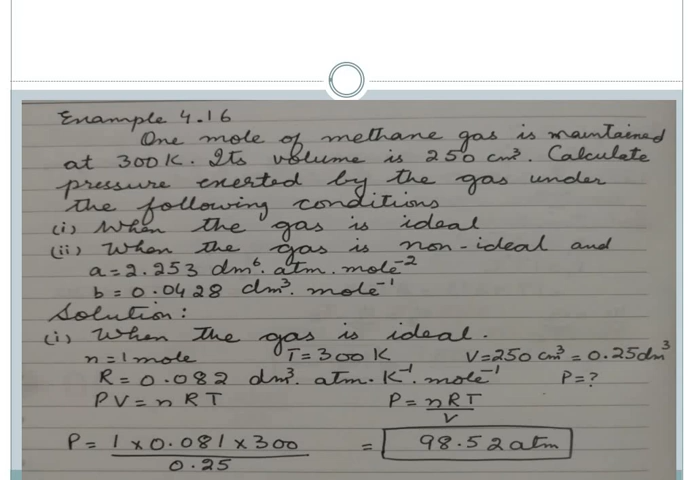 Example 4.16
One mole of methane gas is maintained
at 300 K. Its volume is 250 cm³. Calculate
pressure exerted by the gas under
the following conditions
(i) When the gas is ideal
(ii) When the gas is non-ideal and
a = 2.253 dm⁶. atm. mole⁻²
b = 0.0428 dm³. mole⁻¹
Solution:
(i) When the gas is ideal.
n = 1 mole T = 300 K V = 250 cm³ = 0.25 dm³
R = 0.082 dm³. atm. K⁻¹. mole⁻¹ P = ?
PV = nRT P = nRT/V
P = 1 x 0.081 x 300 / 0.25 = 98.52 atm